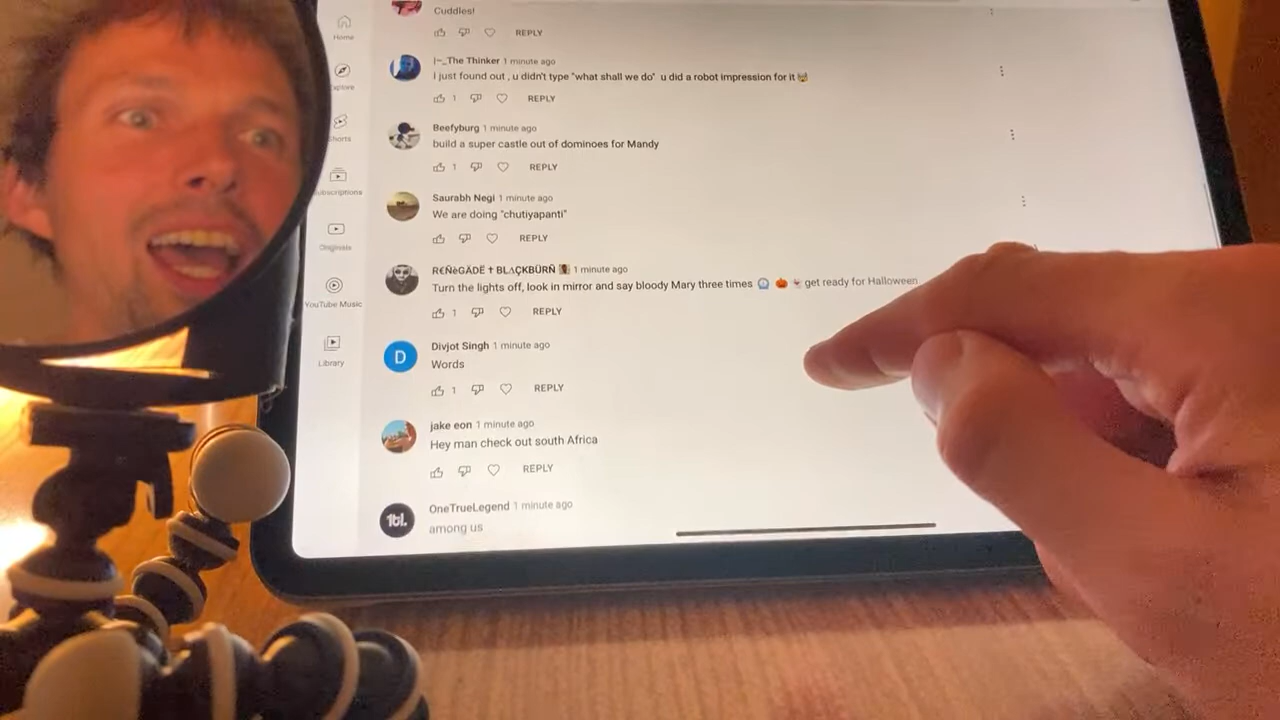 Cuddles!
REPLY
Home
I~_The Thinker 1 minute ago
I just found out , u didn't type "what shall we do" u did a robot impression for it
1 REPLY
Explore
Beefyburg 1 minute ago
build a super castle out of dominoes for Mandy
1 REPLY
Shorts
Saurabh Negi 1 minute ago
We are doing "chutiyapanti"
REPLY
Subscriptions
Originals
R€ÑèGÄDË † BLΔÇKBÜRÑ 1 minute ago
Turn the lights off, look in mirror and say bloody Mary three times get ready for Halloween
1 REPLY
YouTube Music
D
Divjot Singh 1 minute ago
Words
1 REPLY
Library
jake eon 1 minute ago
Hey man check out south Africa
REPLY
1tl.
OneTrueLegend 1 minute ago
among us